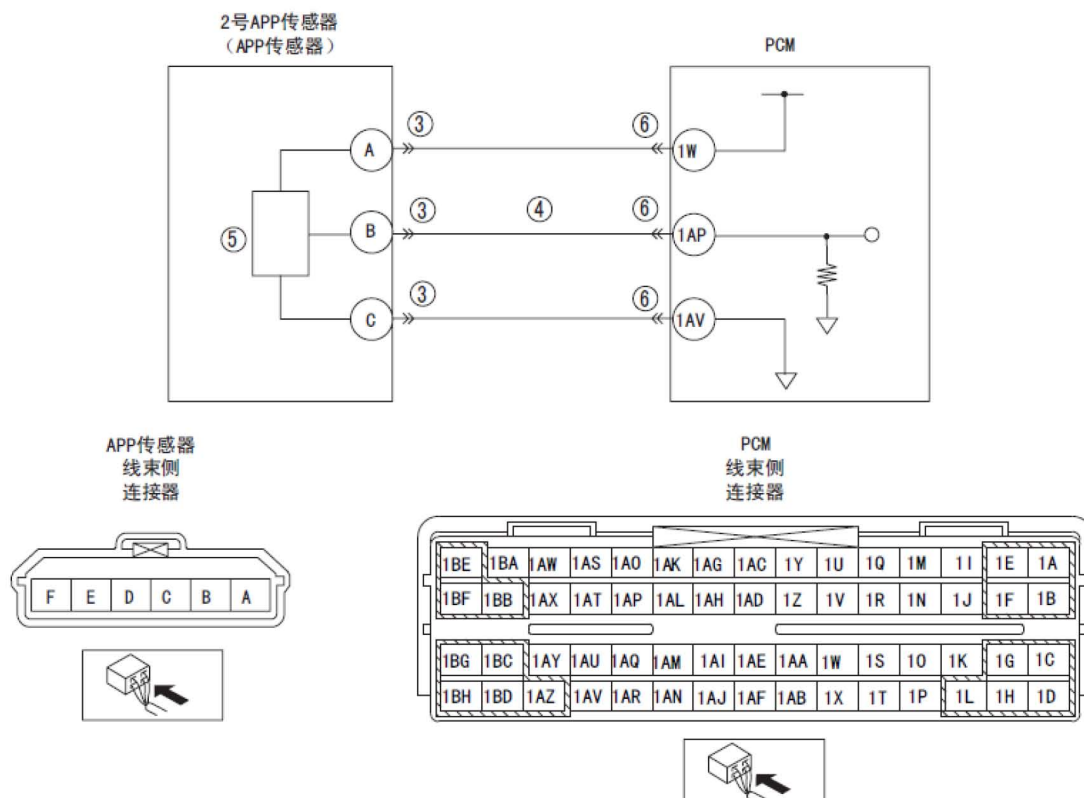 2号APP传感器
（APP传感器）
PCM
③ ⑥
A 1W
③ ④ ⑥
⑤ B 1AP
③ ⑥
C 1AV
APP传感器
线束侧
连接器
PCM
线束侧
连接器
F E D C B A
1BE 1BA 1AW 1AS 1AO 1AK 1AG 1AC 1Y 1U 1Q 1M 1I 1E 1A
1BF 1BB 1AX 1AT 1AP 1AL 1AH 1AD 1Z 1V 1R 1N 1J 1F 1B
1BG 1BC 1AY 1AU 1AQ 1AM 1AI 1AE 1AA 1W 1S 1O 1K 1G 1C
1BH 1BD 1AZ 1AV 1AR 1AN 1AJ 1AF 1AB 1X 1T 1P 1L 1H 1D